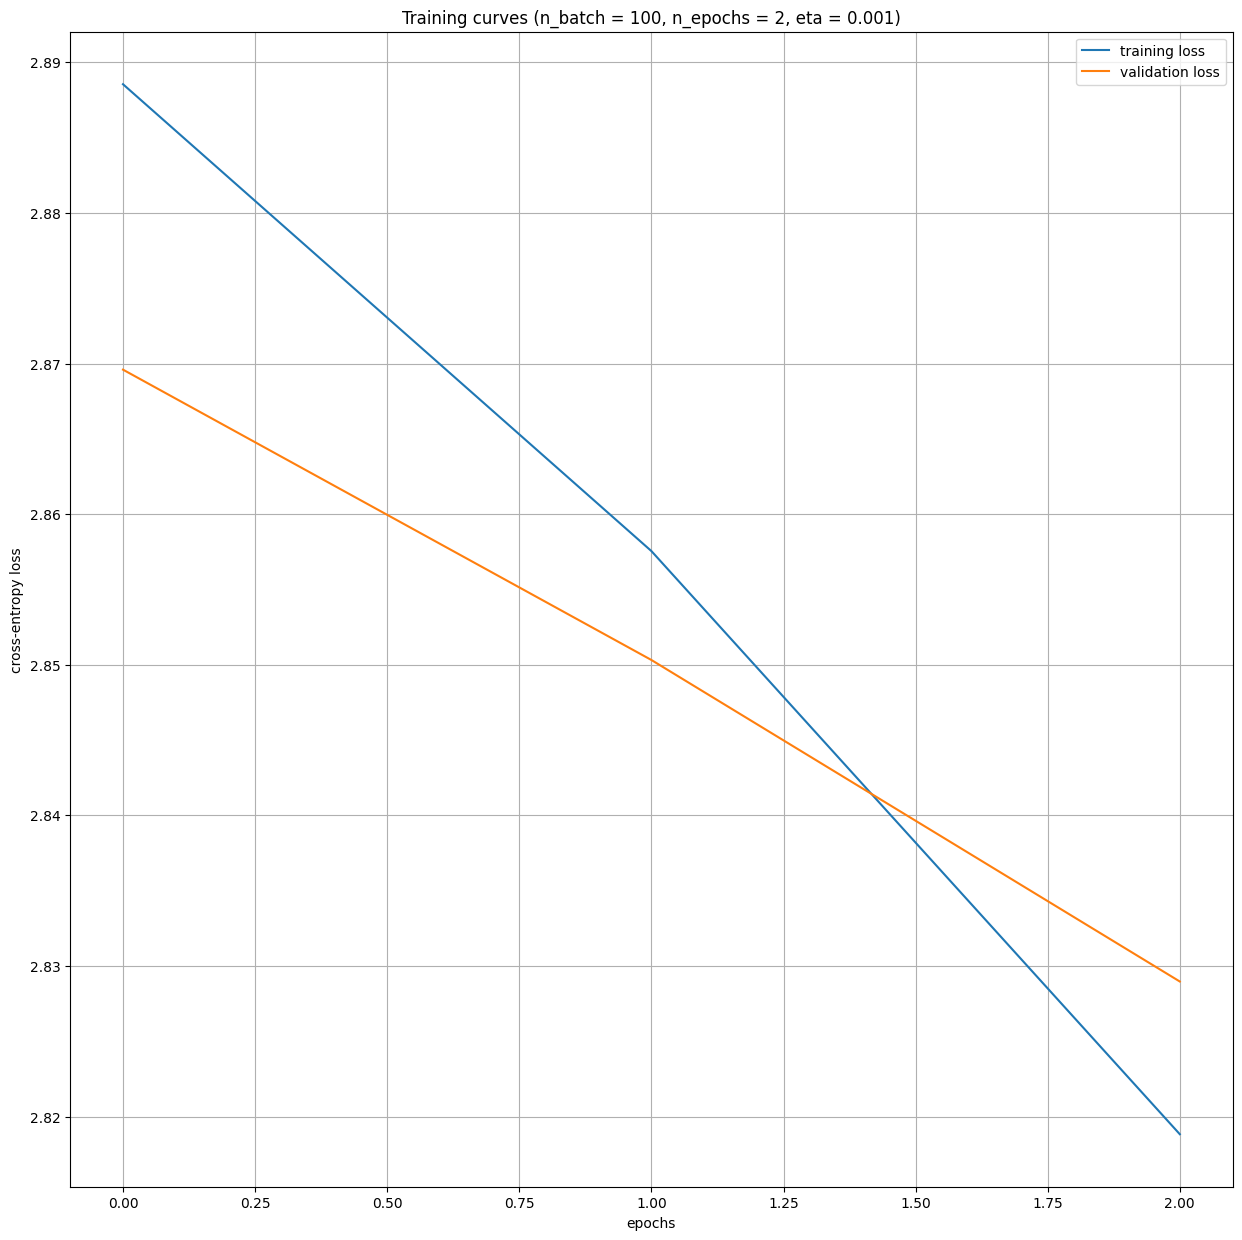 Training curves (n_batch = 100, n_epochs = 2, eta = 0.001)
training loss
validation loss
2.89
2.88
2.87
2.86
2.85
2.84
2.83
2.82
cross-entropy loss
0.00 0.25 0.50 0.75 1.00 1.25 1.50 1.75 2.00
epochs